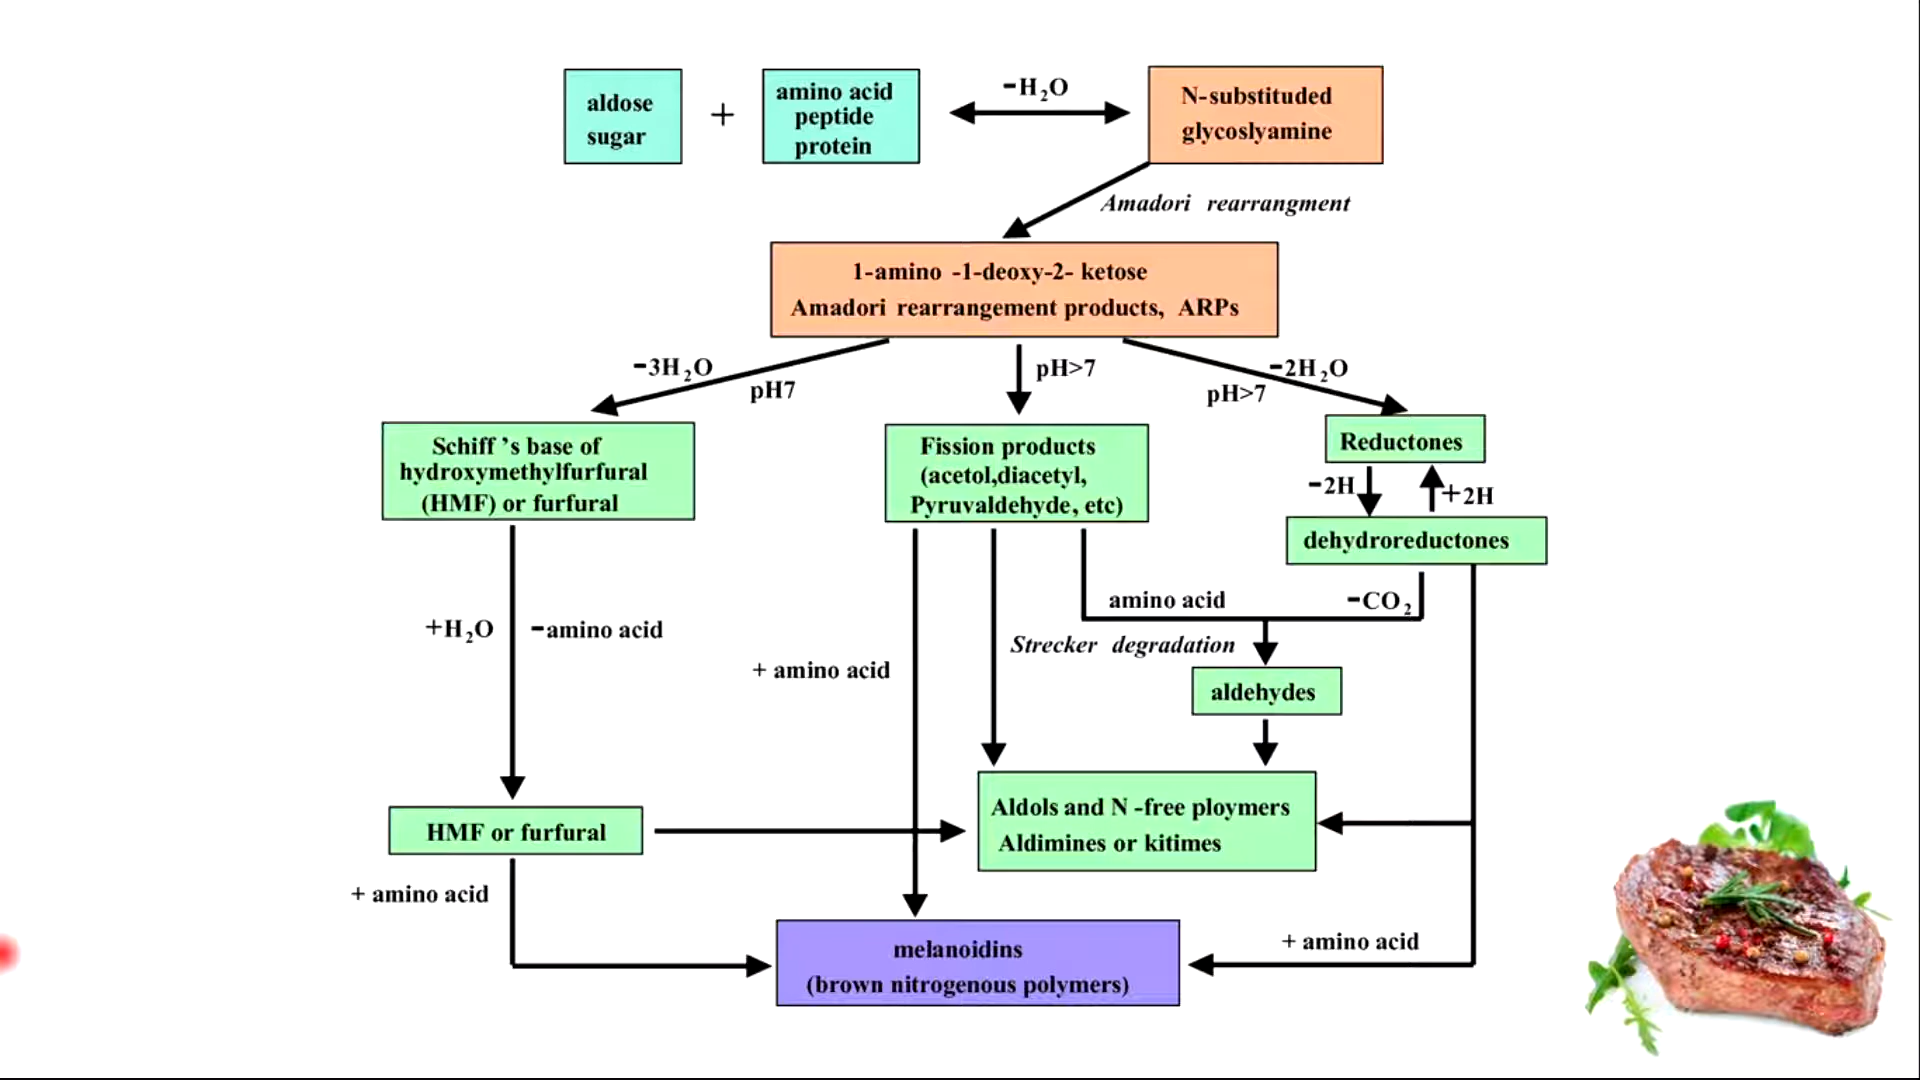 aldose
sugar
+
amino acid
peptide
protein
-H₂O
N-substituded
glycoslyamine
Amadori rearrangment
1-amino -1-deoxy-2- ketose
Amadori rearrangement products, ARPs
-3H₂O
pH7
pH>7
-2H₂O
pH>7
Schiff 's base of
hydroxymethylfurfural
(HMF) or furfural
Fission products
(acetol,diacetyl,
Pyruvaldehyde, etc)
Reductones
-2H
+2H
dehydroreductones
amino acid
-CO₂
+H₂O
-amino acid
Strecker degradation
+ amino acid
aldehydes
Aldols and N -free ploymers
Aldimines or kitimes
HMF or furfural
+ amino acid
melanoidins
(brown nitrogenous polymers)
+ amino acid